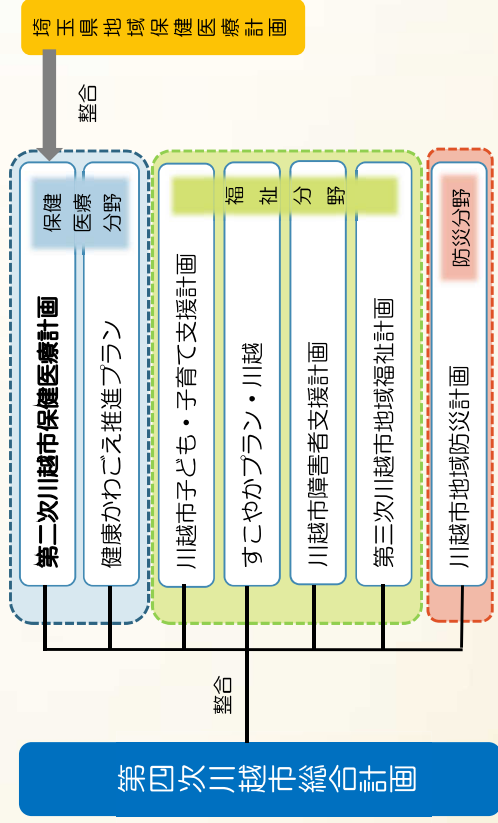 第四次川越市総合計画
整合
第二次川越市保健医療計画
健康かわごえ推進プラン
保健
医療
分野
川越市子ども・子育て支援計画
すこやかプラン・川越
川越市障害者支援計画
第三次川越市地域福祉計画
福祉分野
川越市地域防災計画
防災分野
整合
埼玉県地域保健医療計画